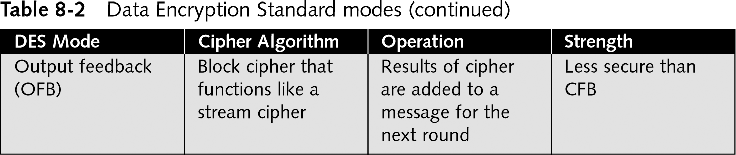 Table 8-2 Data Encryption Standard modes (continued)
DES Mode Cipher Algorithm Operation Strength
Output feedback Block cipher that Results of cipher Less secure than
(OFB) functions like a are added to a CFB
stream cipher message for the
next round